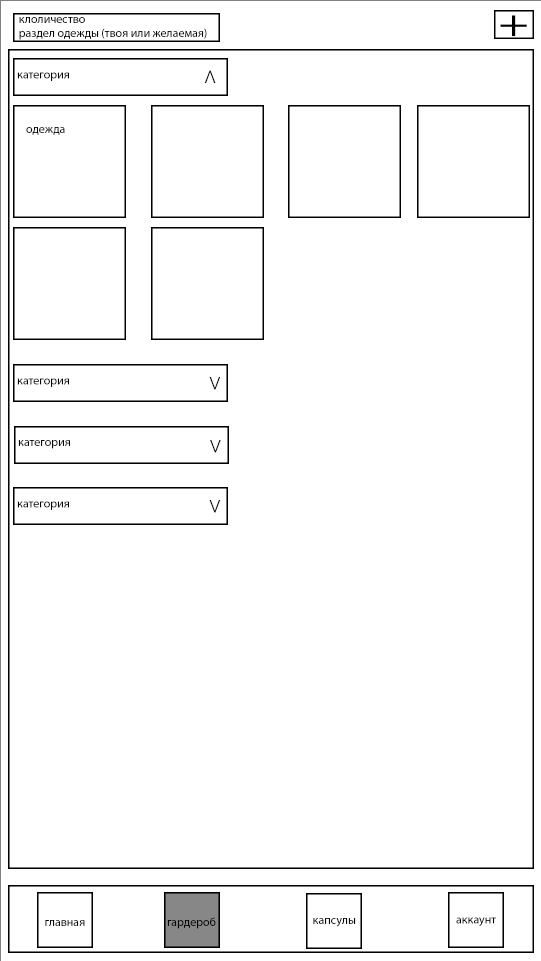 клоличество
раздел одежды (твоя или желаемая)
категория
одежда
категория
категория
категория
главная
гардероб
капсулы
аккаунт